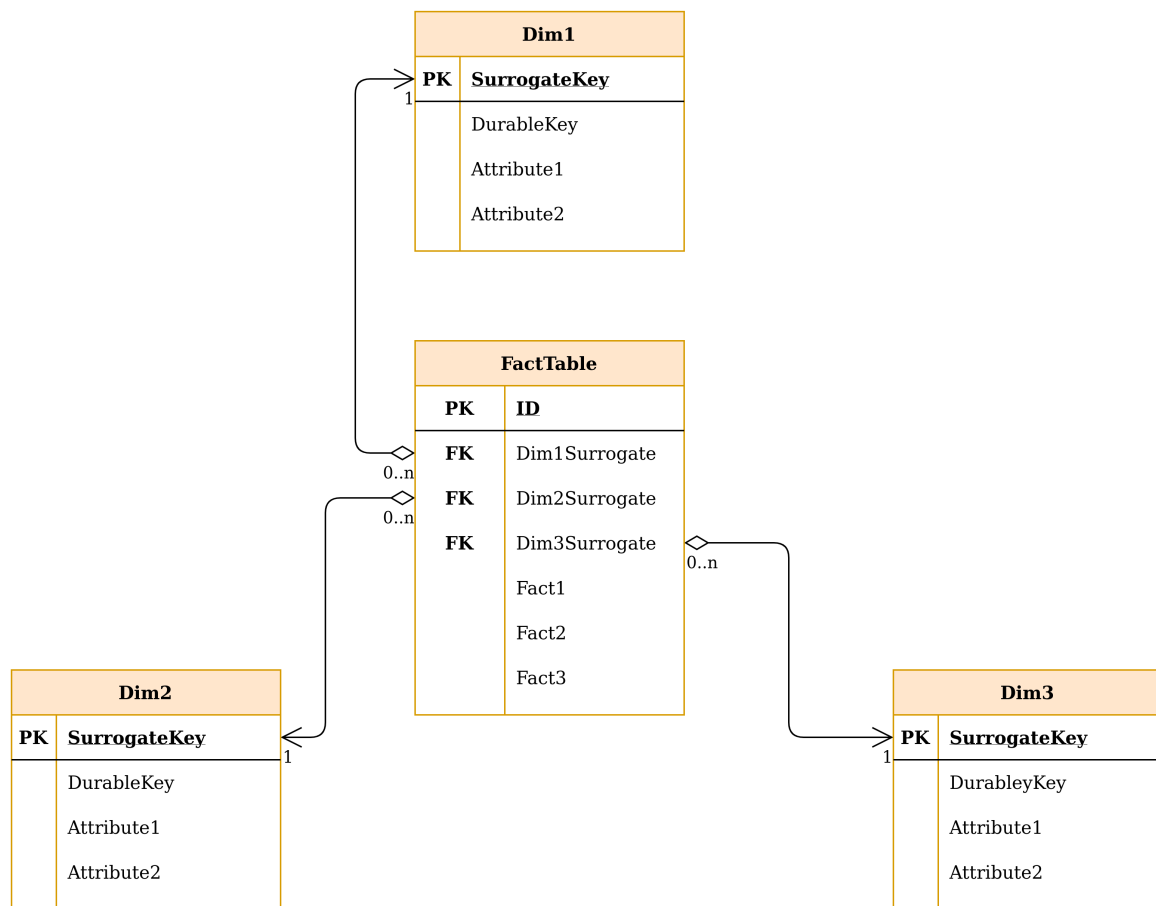 Dim1
PK SurrogateKey
1
DurableKey
Attribute1
Attribute2
FactTable
PK ID
FK Dim1Surrogate
0..n
FK Dim2Surrogate
0..n
FK Dim3Surrogate
0..n
Fact1
Fact2
Fact3
Dim2
PK SurrogateKey
1
DurableKey
Attribute1
Attribute2
Dim3
PK SurrogateKey
1
DurableyKey
Attribute1
Attribute2